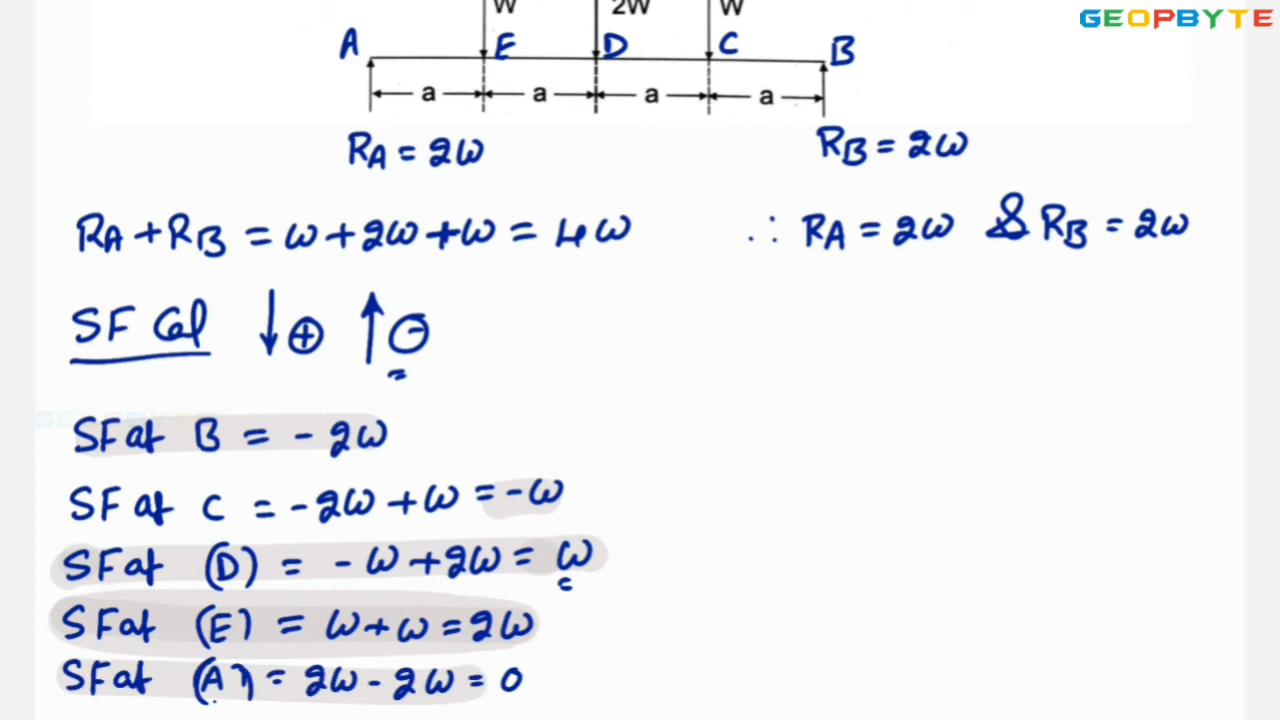 GEOPBYTE
W 2W W
A E D C B
a a a a
RA = 2W RB = 2W
RA + RB = W + 2W + W = 4W ∴ RA = 2W & RB = 2W
SF Cal ↓ ⊕ ↑ ⊖
SF at B = - 2W
SF at C = - 2W + W = - W
SF at (D) = - W + 2W = W
SF at (E) = W + W = 2W
SF at (A) = 2W - 2W = 0